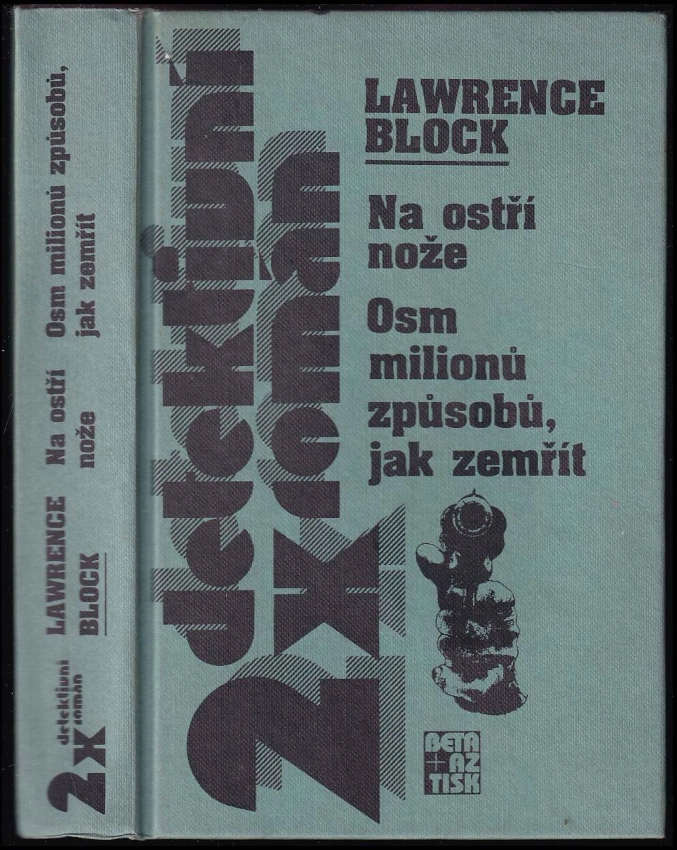 Osm milionů způsobů,
jak zemřít
Na ostří
nože
LAWRENCE
BLOCK
detektivní
román
2x
detektivní
román
2x
LAWRENCE
BLOCK
Na ostří
nože
Osm
milionů
způsobů,
jak zemřít
BETA
+AZ
TISK